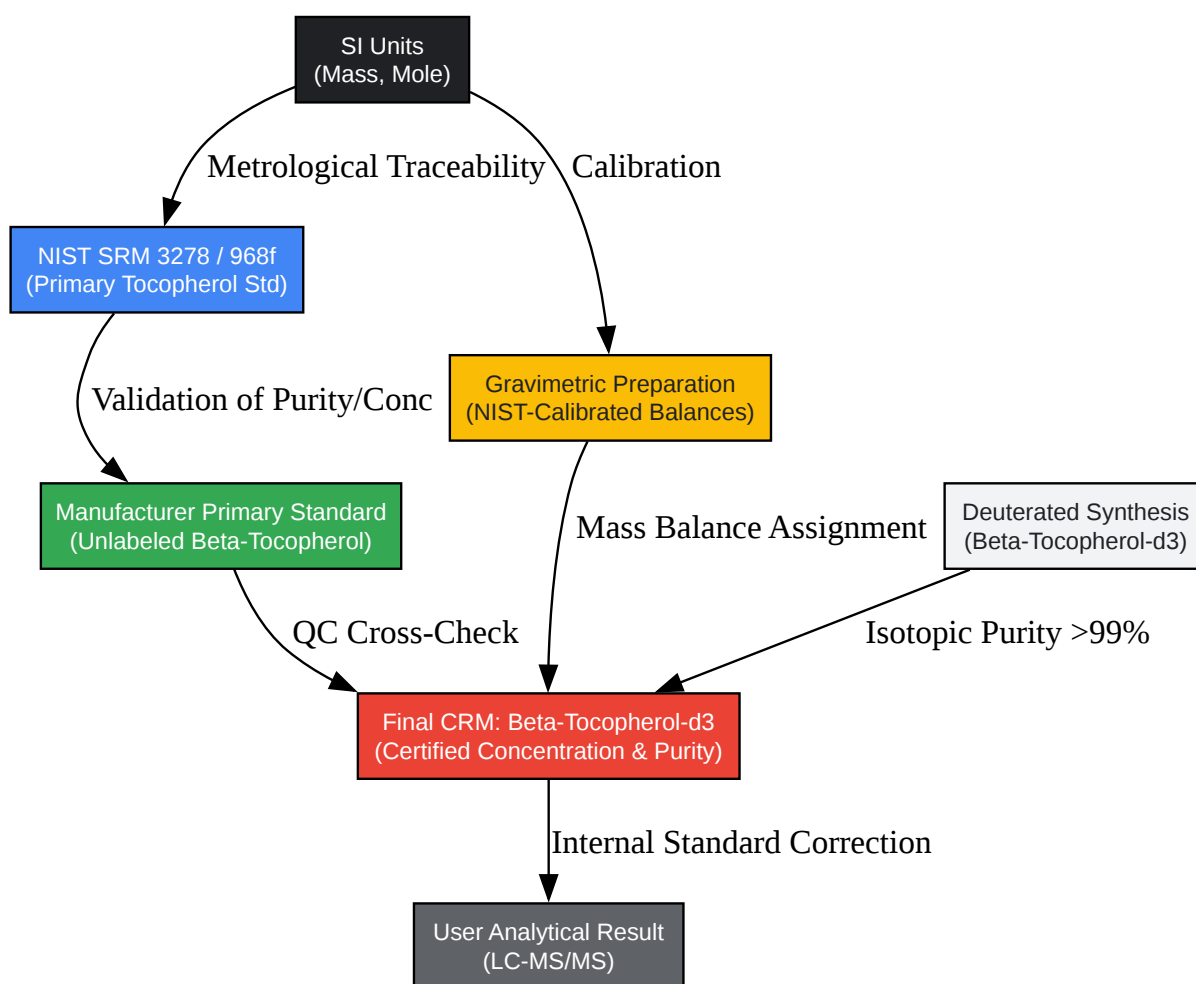 SI Units
(Mass, Mole)
Metrological Traceability
Calibration
NIST SRM 3278 / 968f
(Primary Tocopherol Std)
Gravimetric Preparation
(NIST-Calibrated Balances)
Validation of Purity/Conc
Manufacturer Primary Standard
(Unlabeled Beta-Tocopherol)
Mass Balance Assignment
Deuterated Synthesis
(Beta-Tocopherol-d3)
QC Cross-Check
Isotopic Purity >99%
Final CRM: Beta-Tocopherol-d3
(Certified Concentration & Purity)
Internal Standard Correction
User Analytical Result
(LC-MS/MS)